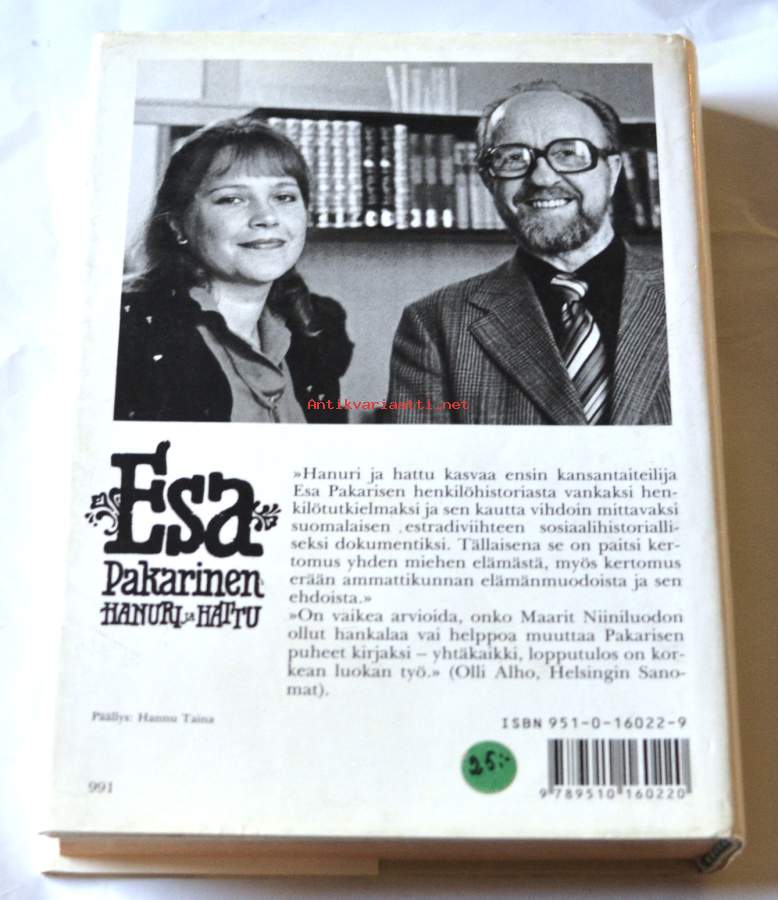 Antikvariaatti.net
Esa
Pakarinen
HANURI ja HATTU
»Hanuri ja hattu kasvaa ensin kansantaiteilija
Esa Pakarisen henkilöhistoriasta vankaksi hen-
kilötutkielmaksi ja sen kautta vihdoin mittavaksi
suomalaisen estradiviihteen sosiaalihistorialli-
seksi dokumentiksi. Tällaisena se on paitsi ker-
tomus yhden miehen elämästä, myös kertomus
erään ammattikunnan elämänmuodoista ja sen
ehdoista.»
»On vaikea arvioida, onko Maarit Niiniluodon
ollut hankalaa vai helppoa muuttaa Pakarisen
puheet kirjaksi – yhtäkaikki, lopputulos on kor-
kean luokan työ.» (Olli Alho, Helsingin Sano-
mat).
Päällys: Hannu Taina
ISBN 951-0-16022-9
25:-
991
9 789510 160220